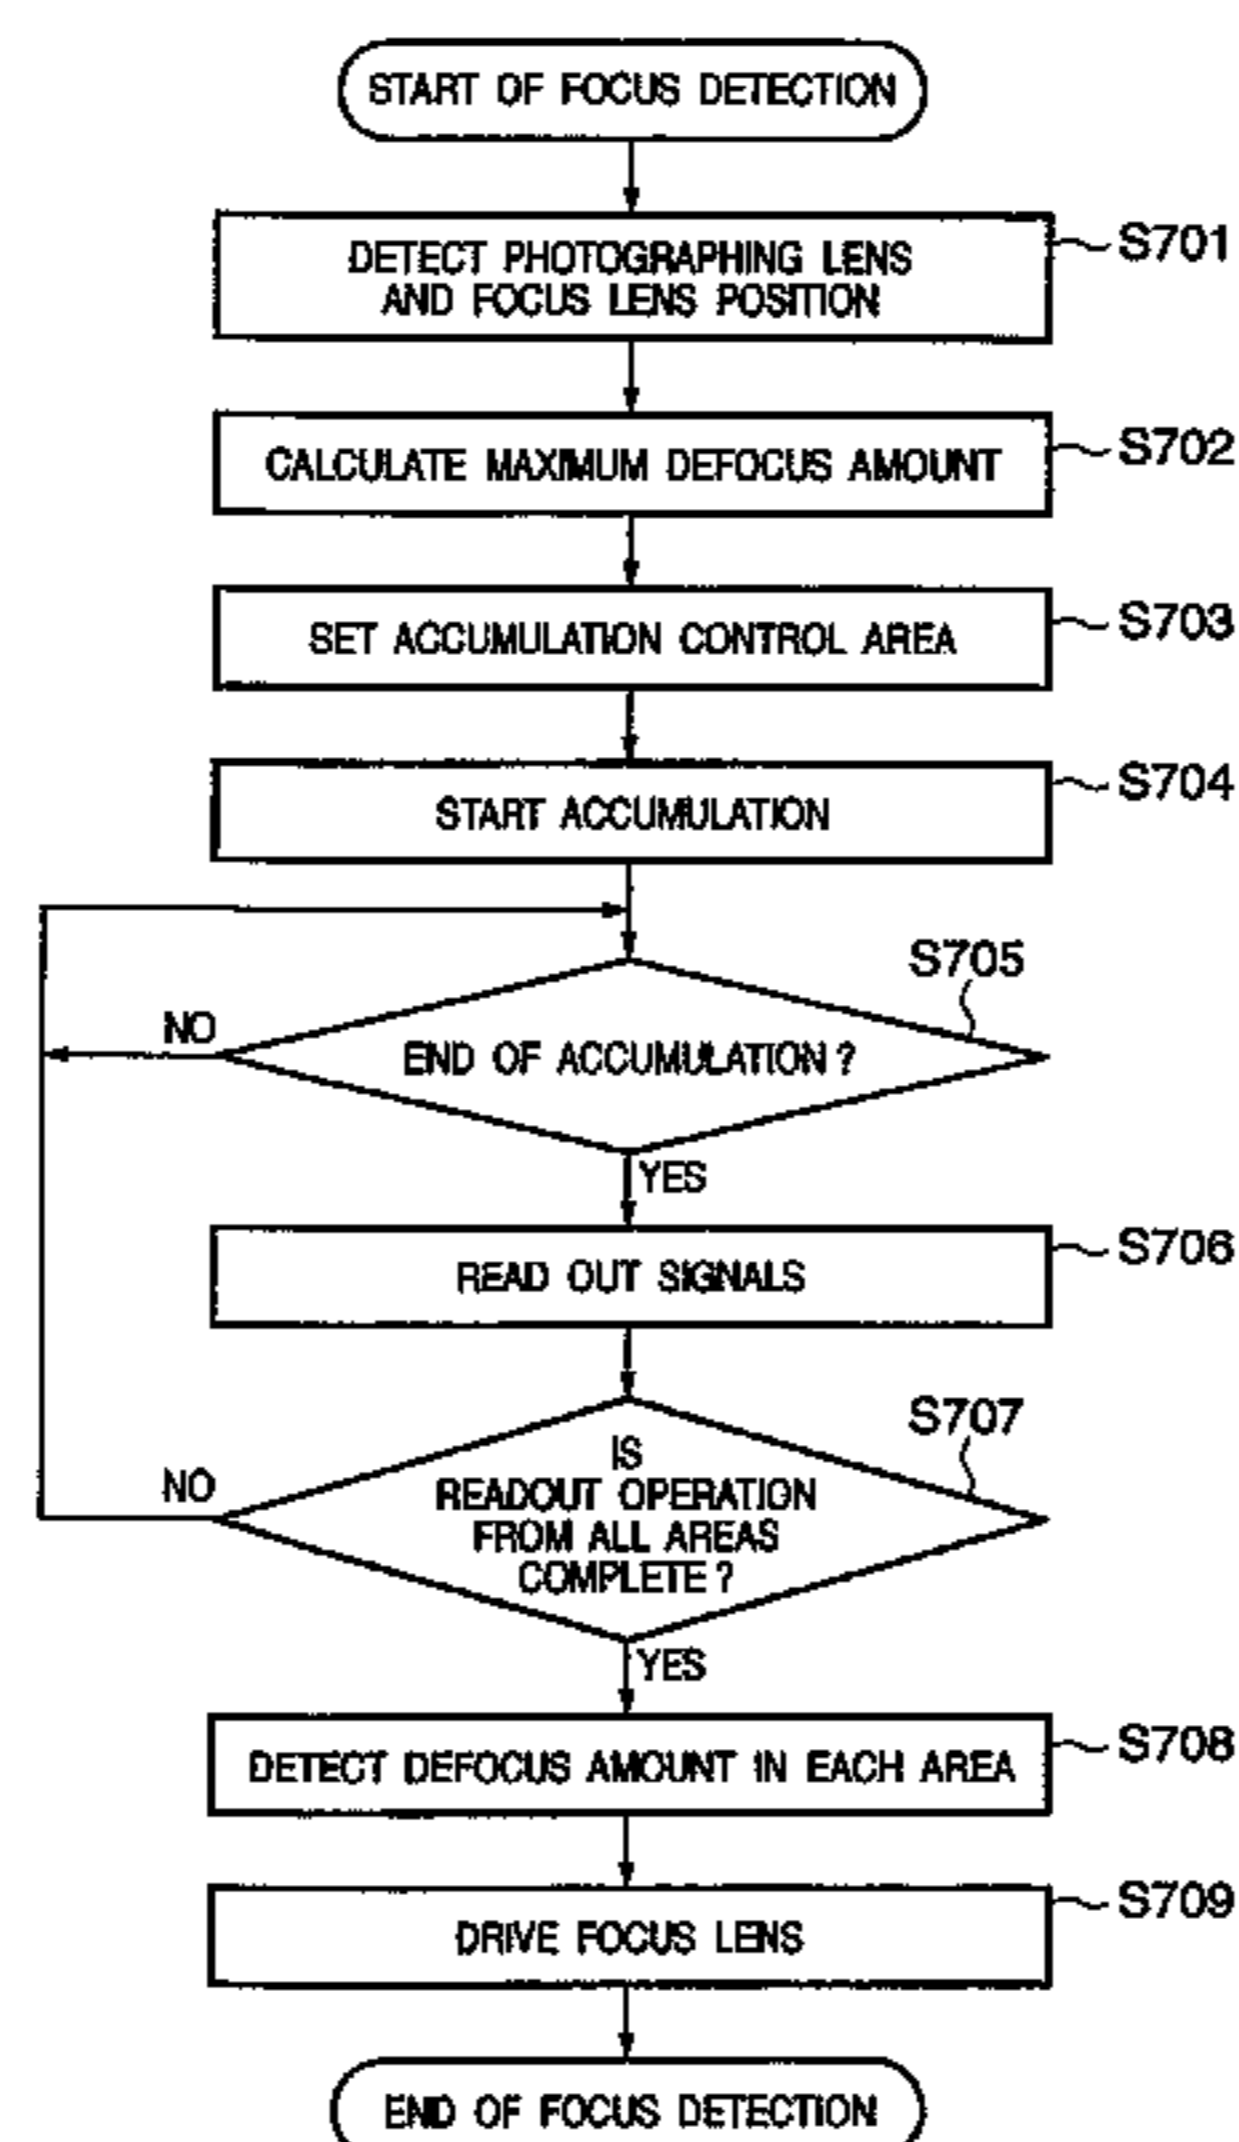 START OF FOCUS DETECTION
DETECT PHOTOGRAPHING LENS
AND FOCUS LENS POSITION
S701
CALCULATE MAXIMUM DEFOCUS AMOUNT
S702
SET ACCUMULATION CONTROL AREA
S703
START ACCUMULATION
S704
S705
NO
END OF ACCUMULATION ?
YES
READ OUT SIGNALS
S706
S707
NO
IS
READOUT OPERATION
FROM ALL AREAS
COMPLETE ?
YES
DETECT DEFOCUS AMOUNT IN EACH AREA
S708
DRIVE FOCUS LENS
S709
END OF FOCUS DETECTION